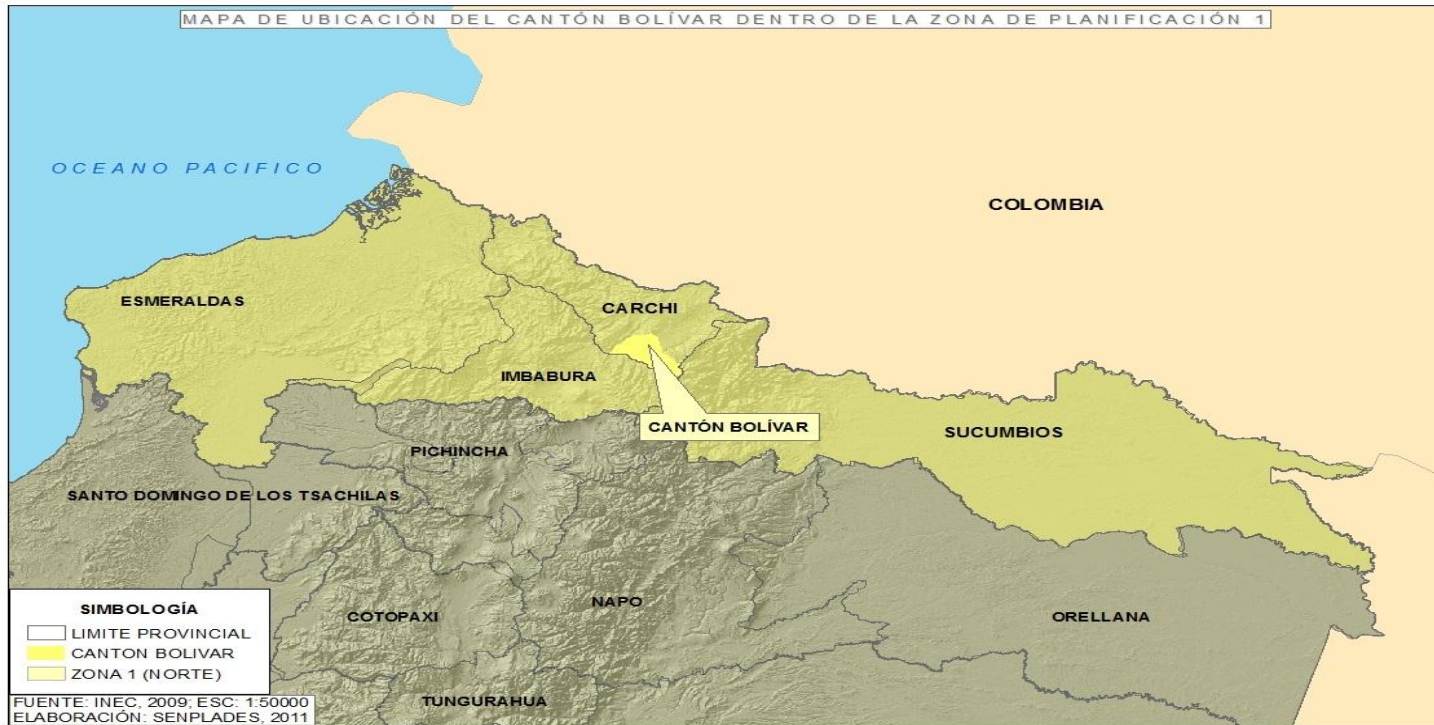 MAPA DE UBICACIÓN DEL CANTÓN BOLÍVAR DENTRO DE LA ZONA DE PLANIFICACIÓN 1
OCEANO PACIFICO
COLOMBIA
ESMERALDAS
CARCHI
IMBABURA
CANTÓN BOLÍVAR
SUCUMBIOS
PICHINCHA
SANTO DOMINGO DE LOS TSACHILAS
NAPO
COTOPAXI
ORELLANA
TUNGURAHUA
SIMBOLOGÍA
LIMITE PROVINCIAL
CANTON BOLIVAR
ZONA 1 (NORTE)
FUENTE: INEC, 2009; ESC: 1:50000
ELABORACIÓN: SENPLADES, 2011